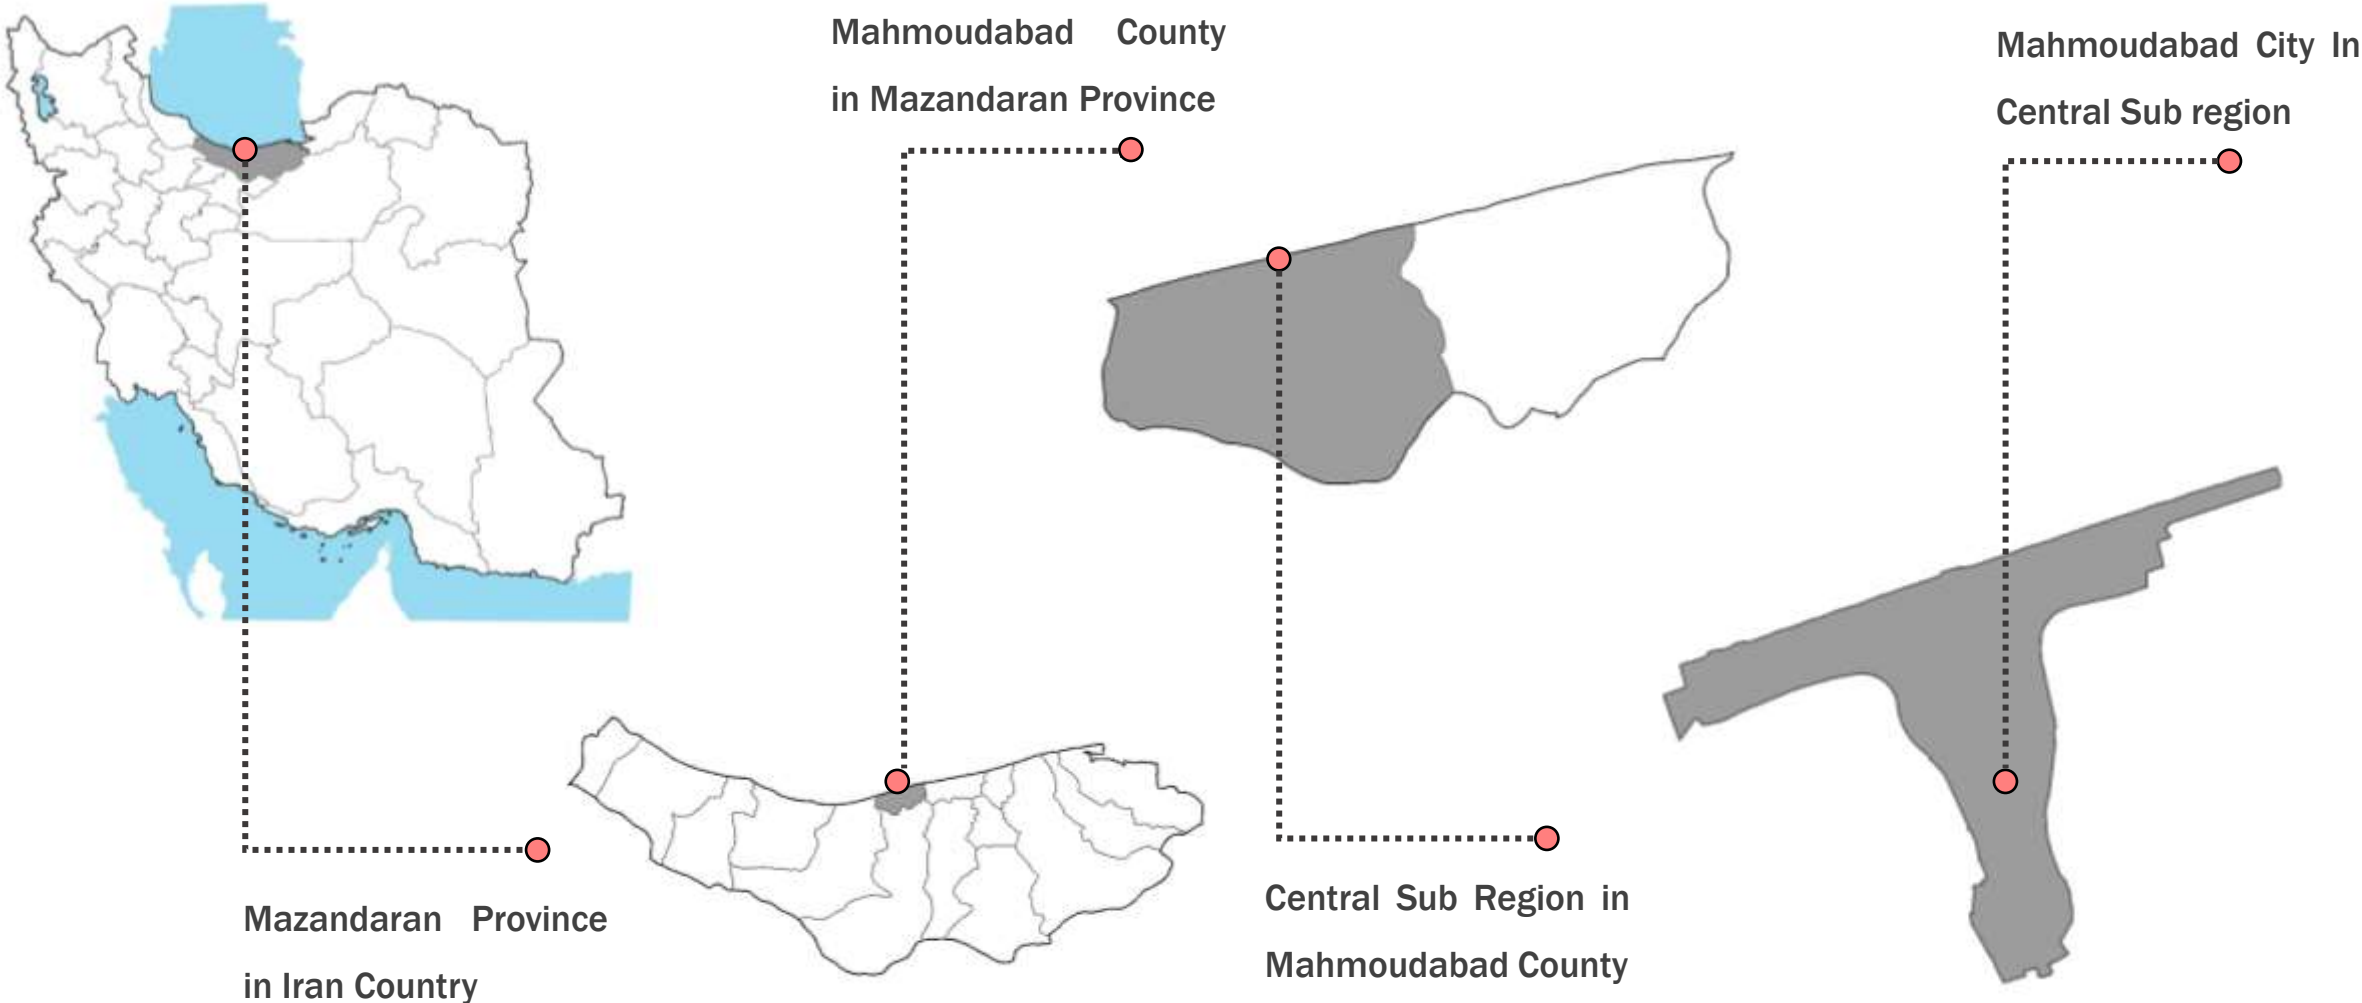 Mahmoudabad County
in Mazandaran Province
Mahmoudabad City In
Central Sub region
Mazandaran Province
in Iran Country
Central Sub Region in
Mahmoudabad County